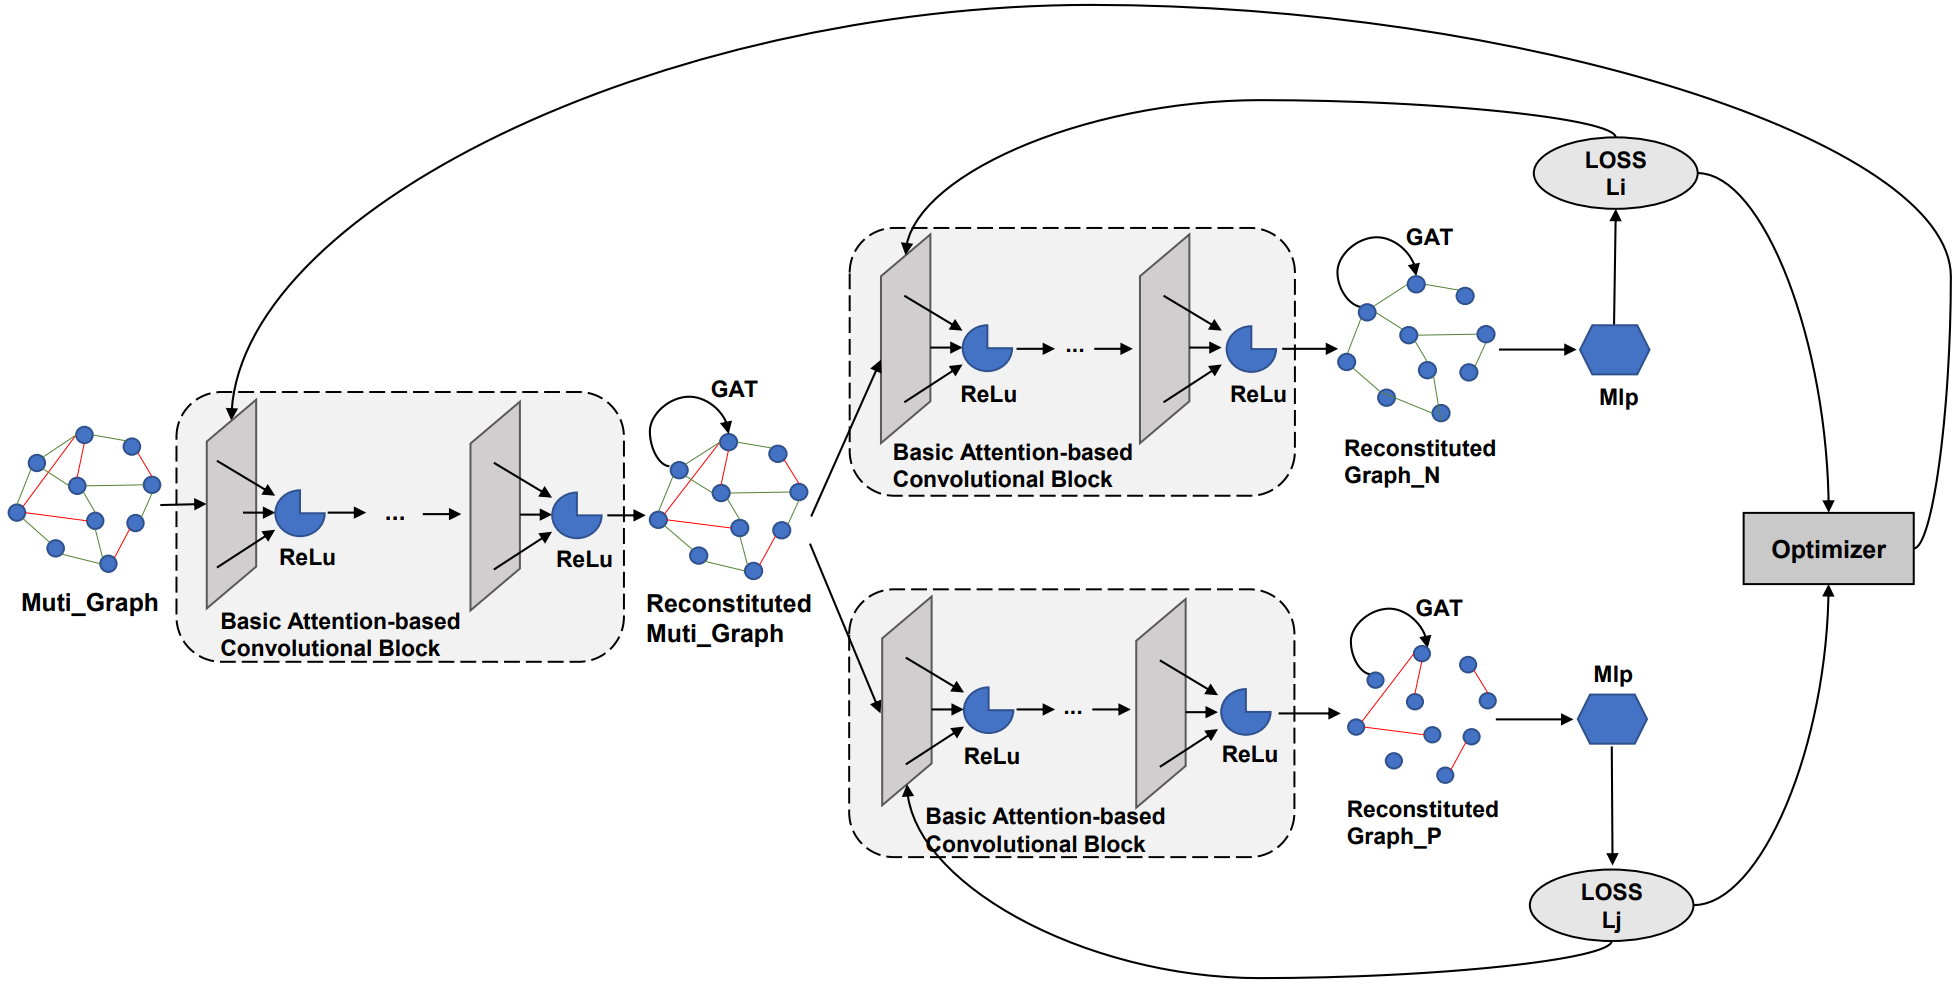 Muti_Graph
ReLu
...
ReLu
Basic Attention-based
Convolutional Block
GAT
Reconstituted
Muti_Graph
ReLu
...
ReLu
Basic Attention-based
Convolutional Block
GAT
Reconstituted
Graph_N
Mlp
LOSS
Li
ReLu
...
ReLu
Basic Attention-based
Convolutional Block
GAT
Reconstituted
Graph_P
Mlp
LOSS
Lj
Optimizer